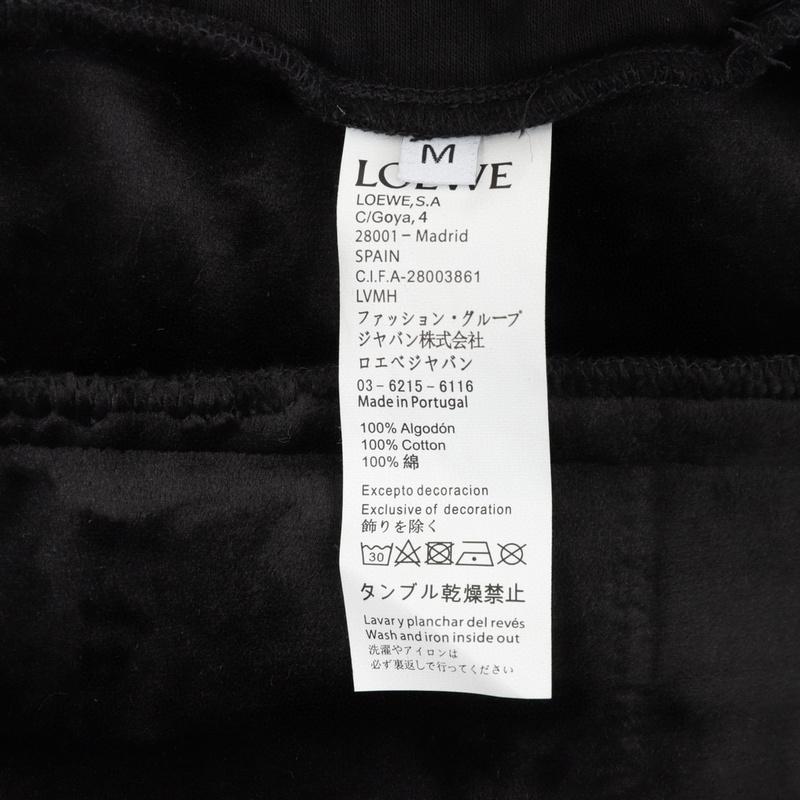 M
LOEWE
LOEWE,S.A
C/Goya, 4
28001 – Madrid
SPAIN
C.I.F.A-28003861
LVMH
ファッション・グループ
ジャバン株式会社
ロエベジャバン
03 – 6215 – 6116
Made in Portugal
100% Algodón
100% Cotton
100% 綿
Excepto decoracion
Exclusive of decoration
飾りを除く
30
タンブル乾燥禁止
Lavar y planchar del revés
Wash and iron inside out
洗濯やアイロンは
必ず裏返しで行ってください